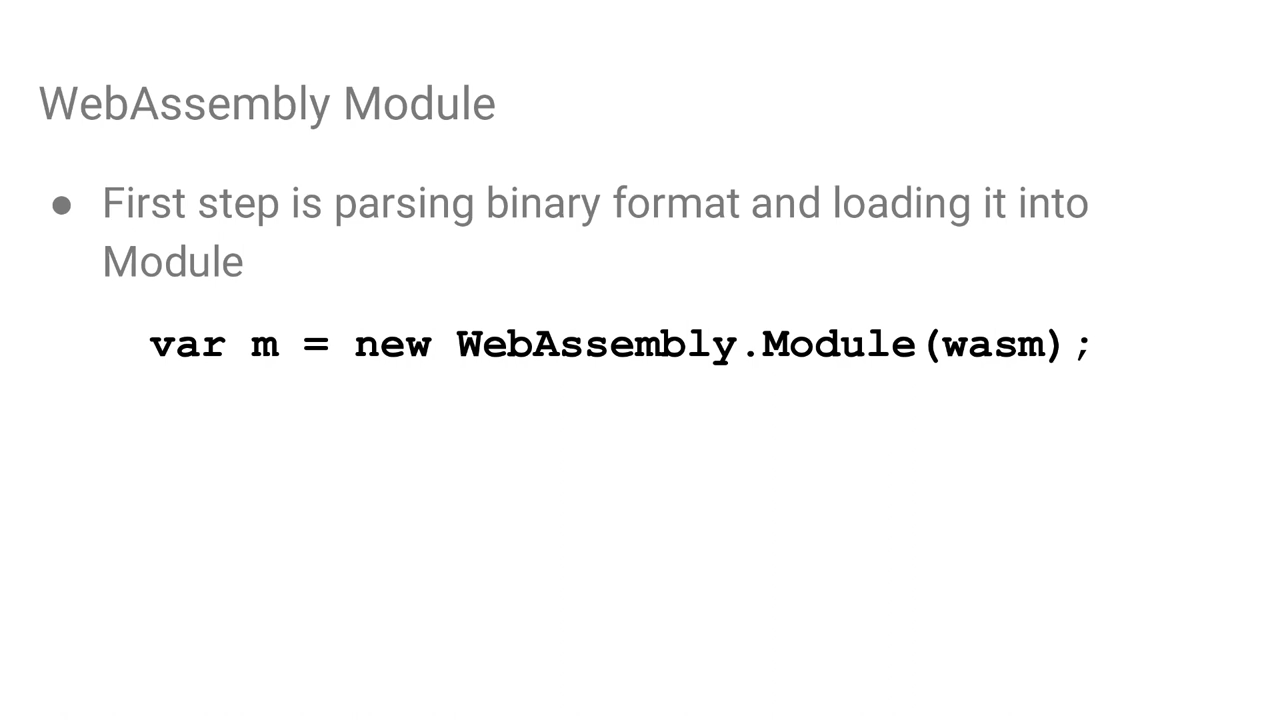 WebAssembly Module
● First step is parsing binary format and loading it into
Module
var m = new WebAssembly.Module(wasm);